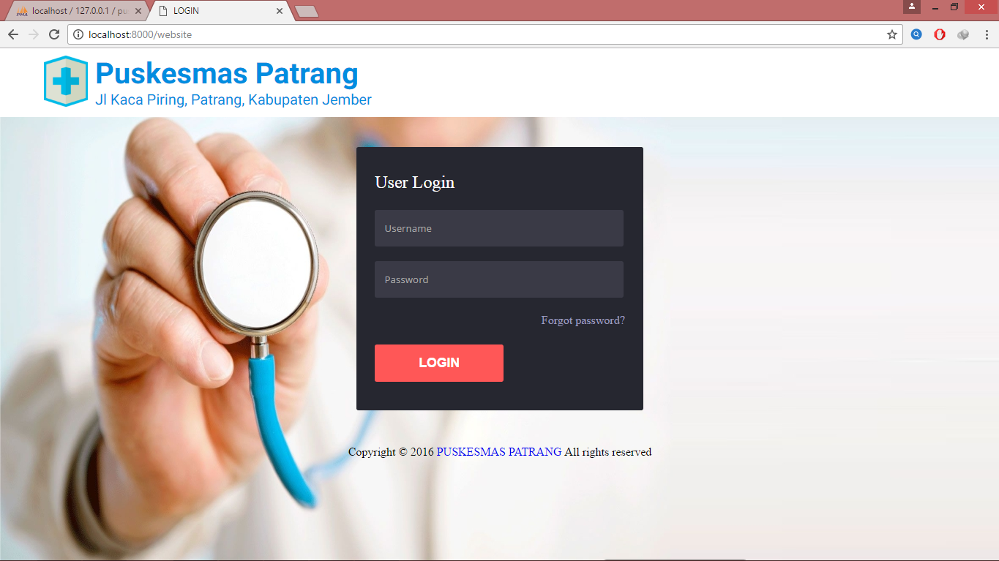 localhost / 127.0.0.1 / pu
LOGIN
localhost:8000/website
Puskesmas Patrang
Jl Kaca Piring, Patrang, Kabupaten Jember
User Login
Username
Password
Forgot password?
LOGIN
Copyright © 2016 PUSKESMAS PATRANG All rights reserved